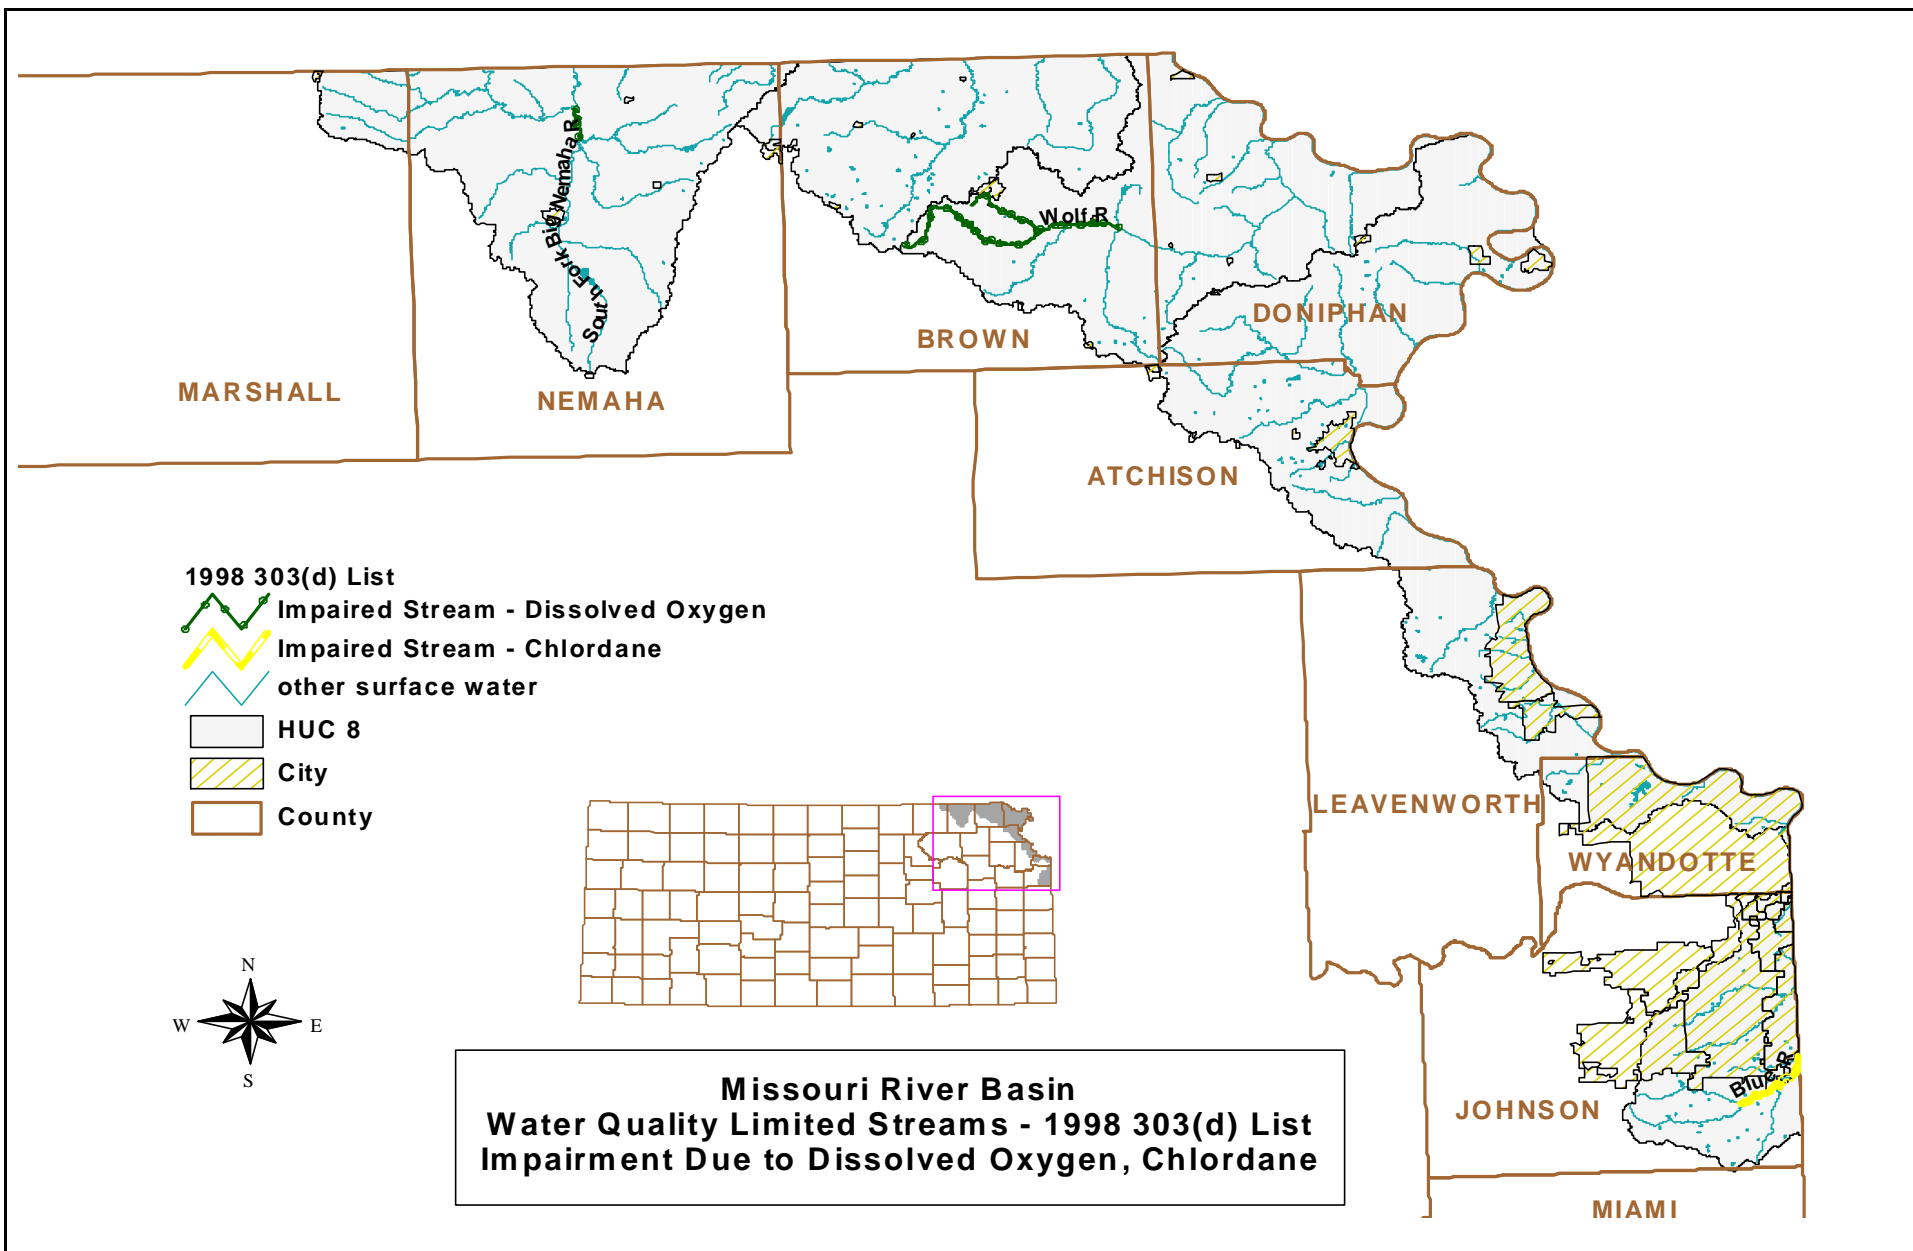 South Fork Big Nemaha R
Wolf R
DONIPHAN
BROWN
MARSHALL
NEMAHA
ATCHISON
1998 303(d) List
Impaired Stream - Dissolved Oxygen
Impaired Stream - Chlordane
other surface water
HUC 8
City
County
LEAVENWORTH
WYANDOTTE
N
W
E
S
Blue R
JOHNSON
Missouri River Basin
Water Quality Limited Streams - 1998 303(d) List
Impairment Due to Dissolved Oxygen, Chlordane
MIAMI